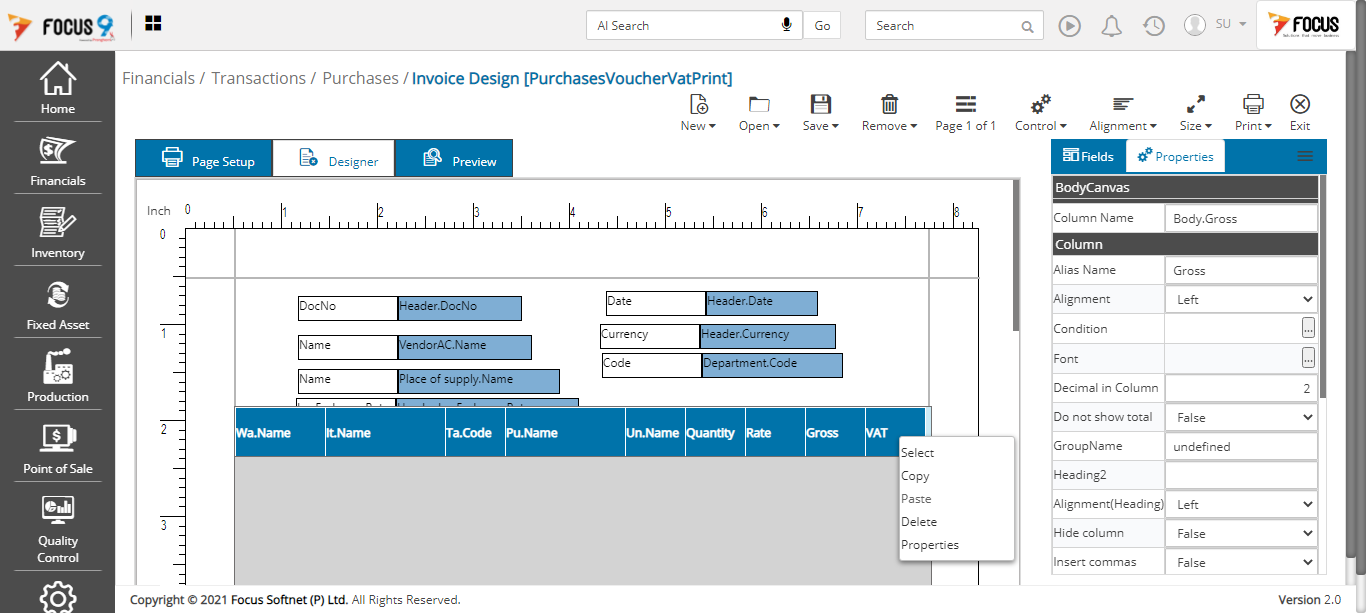 FOCUS 9
AI Search
Go
Search
SU
FOCUS
Home
Financials
Inventory
Fixed Asset
Production
Point of Sale
Quality
Control
Financials / Transactions / Purchases / Invoice Design [PurchasesVoucherVatPrint]
New
Open
Save
Remove
Page 1 of 1
Control
Alignment
Size
Print
Exit
Page Setup
Designer
Preview
Inch 0 1 2 3 4 5 6 7 8
0
1
2
3
DocNo Header.DocNo
Date Header.Date
Name VendorAC.Name
Currency Header.Currency
Name Place of supply.Name
Code Department.Code
Wa.Name It.Name Ta.Code Pu.Name Un.Name Quantity Rate Gross VAT
Select
Copy
Paste
Delete
Properties
Fields
Properties
BodyCanvas
Column Name Body.Gross
Column
Alias Name Gross
Alignment Left
Condition ...
Font ...
Decimal in Column 2
Do not show total False
GroupName undefined
Heading2
Alignment(Heading) Left
Hide column False
Insert commas False
Copyright © 2021 Focus Softnet (P) Ltd. All Rights Reserved.
Version 2.0